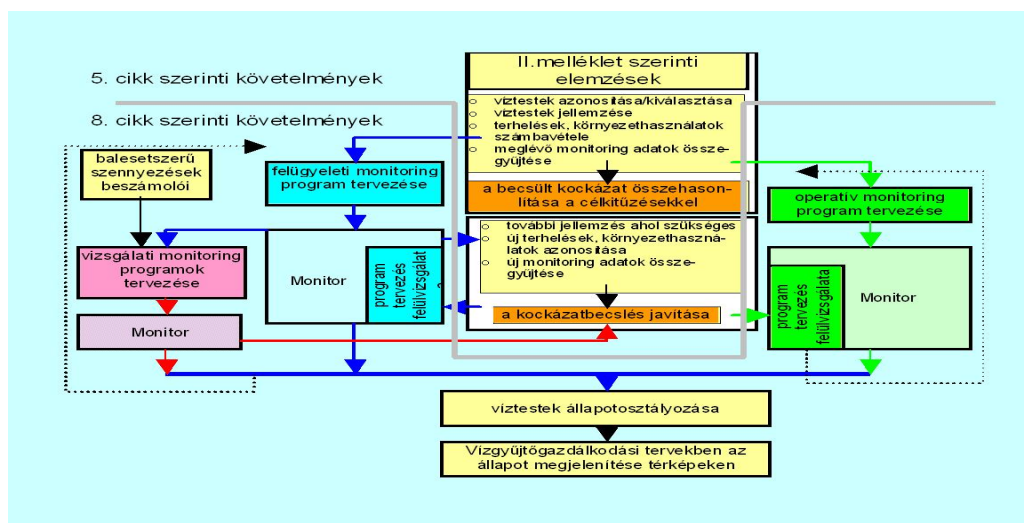 5. cikk szerinti követelmények
8. cikk szerinti követelmények
II.melléklet szerinti
elemzések
o víztestek azonosítása/kiválasztása
o víztestek jellemzése
o terhelések, környezethasználatok
számbavétele
o meglévő monitoring adatok össze-
gyűjtése
a becsült kockázat összehason-
lítása a célkitűzésekkel
balesetszerű
szennyezések
beszámolói
felügyeleti monitoring
program tervezése
operatív monitoring
program tervezése
o további jellemzés ahol szükséges
o új terhelések, környezethaszná-
latok azonosítása
o új monitoring adatok össze-
gyűjtése
a kockázatbecslés javítása
vizsgálati monitoring
programok
tervezése
Monitor
Monitor
program
tervezés
felülvizsgálat
program
tervezés
felülvizsgálata
Monitor
víztestek állapotosztályozása
Vízgyűjtőgazdálkodási tervekben az
állapot megjelenítése térképeken